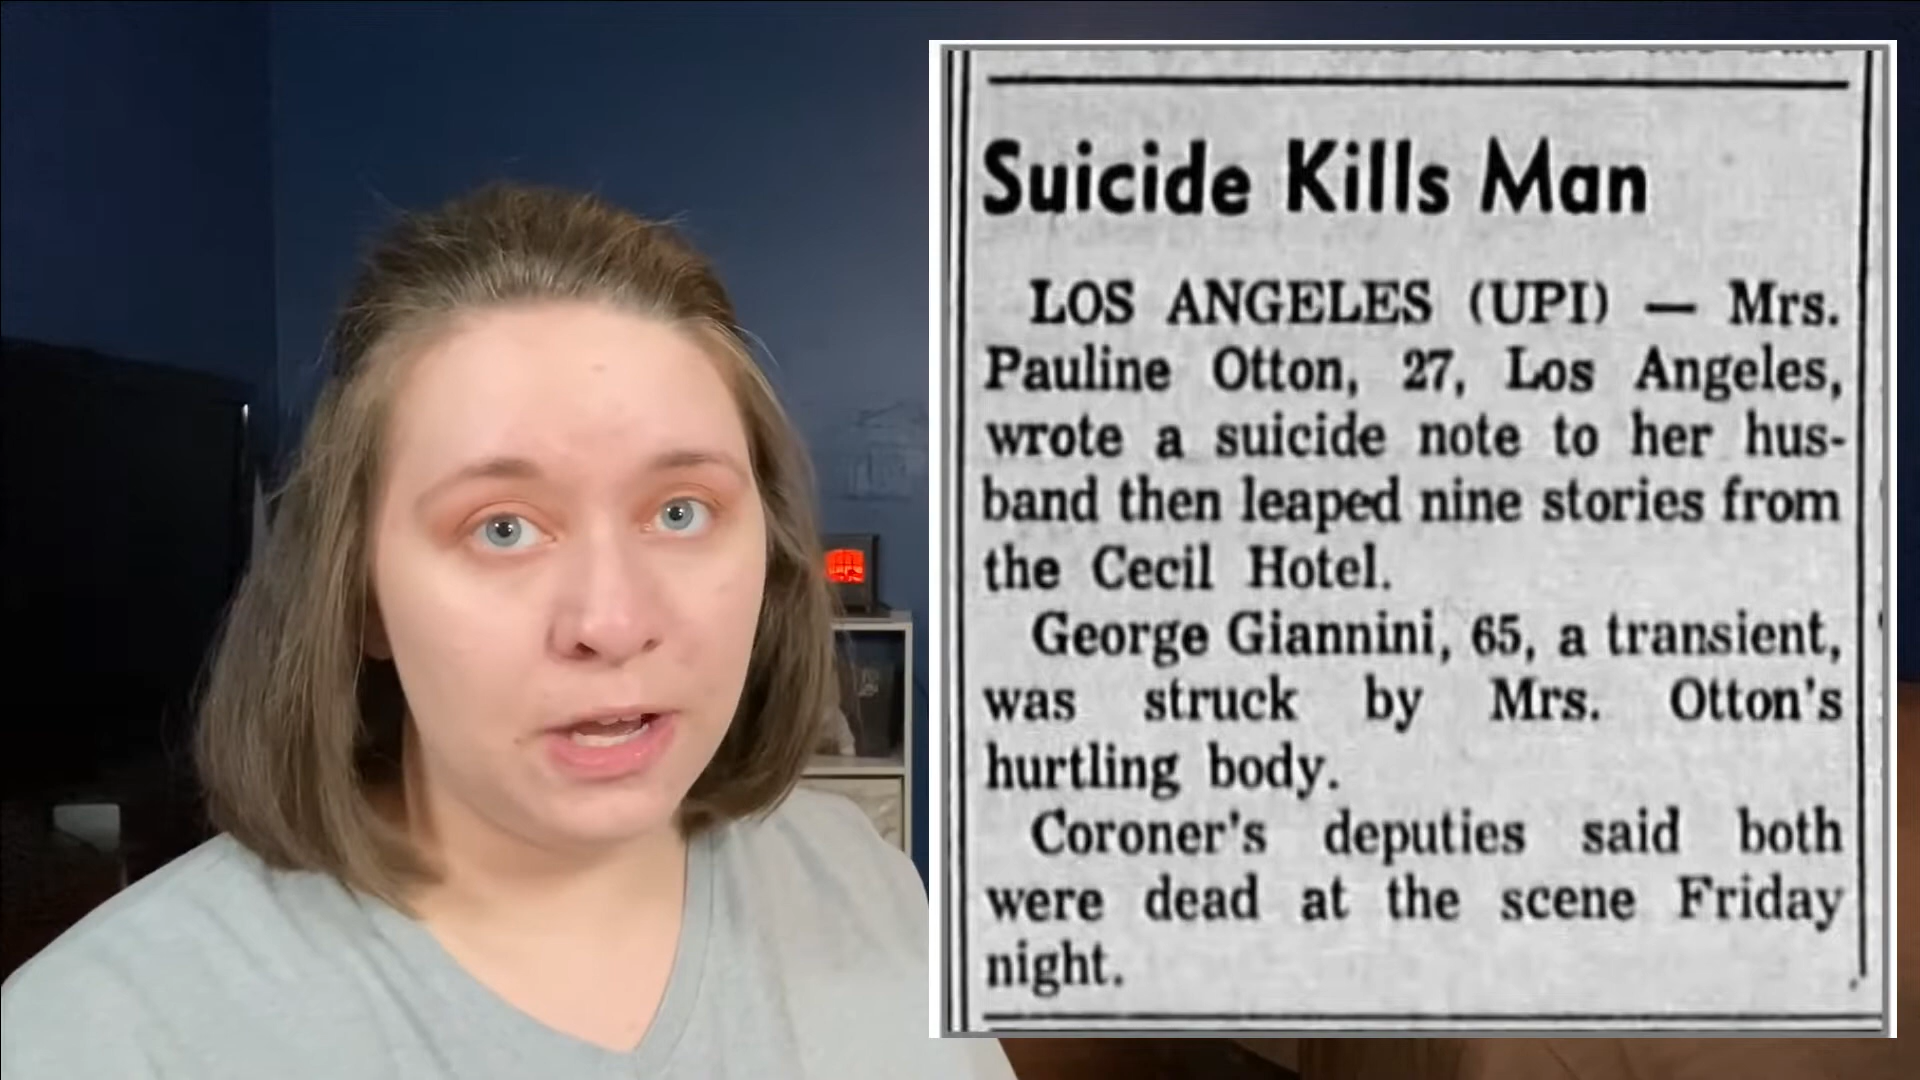 Suicide Kills Man
LOS ANGELES (UPI) — Mrs.
Pauline Otton, 27, Los Angeles,
wrote a suicide note to her hus-
band then leaped nine stories from
the Cecil Hotel.
George Giannini, 65, a transient,
was struck by Mrs. Otton's
hurtling body.
Coroner's deputies said both
were dead at the scene Friday
night.